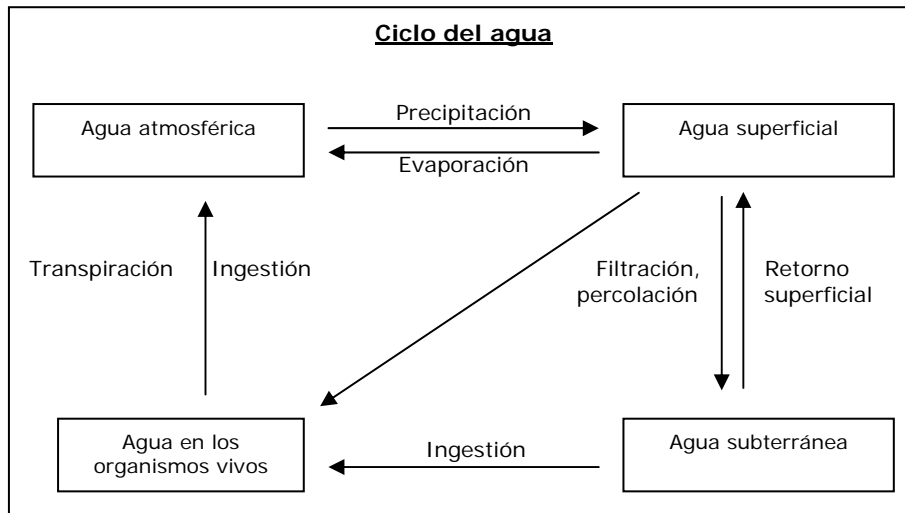 Ciclo del agua
Agua atmosférica
Precipitación
Agua superficial
Evaporación
Transpiración
Ingestión
Filtración,
percolación
Retorno
superficial
Agua en los
organismos vivos
Ingestión
Agua subterránea